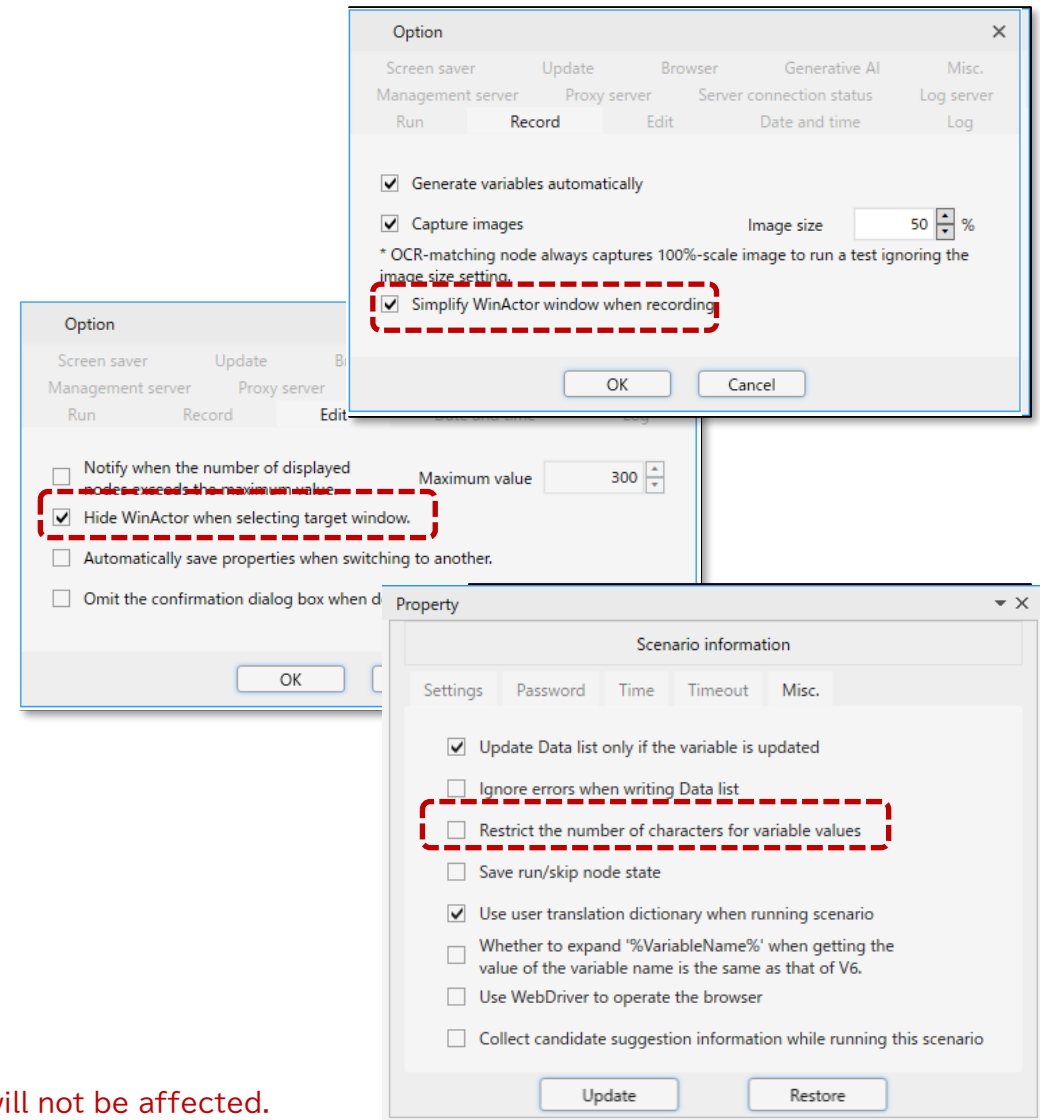 Option
Screen saver Update Browser Generative AI Misc.
Management server Proxy server Server connection status Log server
Run Record Edit Date and time Log
Generate variables automatically
Capture images Image size 50 %
* OCR-matching node always captures 100%-scale image to run a test ignoring the
image size setting.
Simplify WinActor window when recording
OK Cancel
Option
Screen saver Update B
Management server Proxy server
Run Record Edit Date and time Log
Notify when the number of displayed
nodes exceeds the maximum value. Maximum value 300
Hide WinActor when selecting target window.
Automatically save properties when switching to another.
Omit the confirmation dialog box when d
OK
Property
Scenario information
Settings Password Time Timeout Misc.
Update Data list only if the variable is updated
Ignore errors when writing Data list
Restrict the number of characters for variable values
Save run/skip node state
Use user translation dictionary when running scenario
Whether to expand '%VariableName%' when getting the
value of the variable name is the same as that of V6.
Use WebDriver to operate the browser
Collect candidate suggestion information while running this scenario
Update Restore
will not be affected.